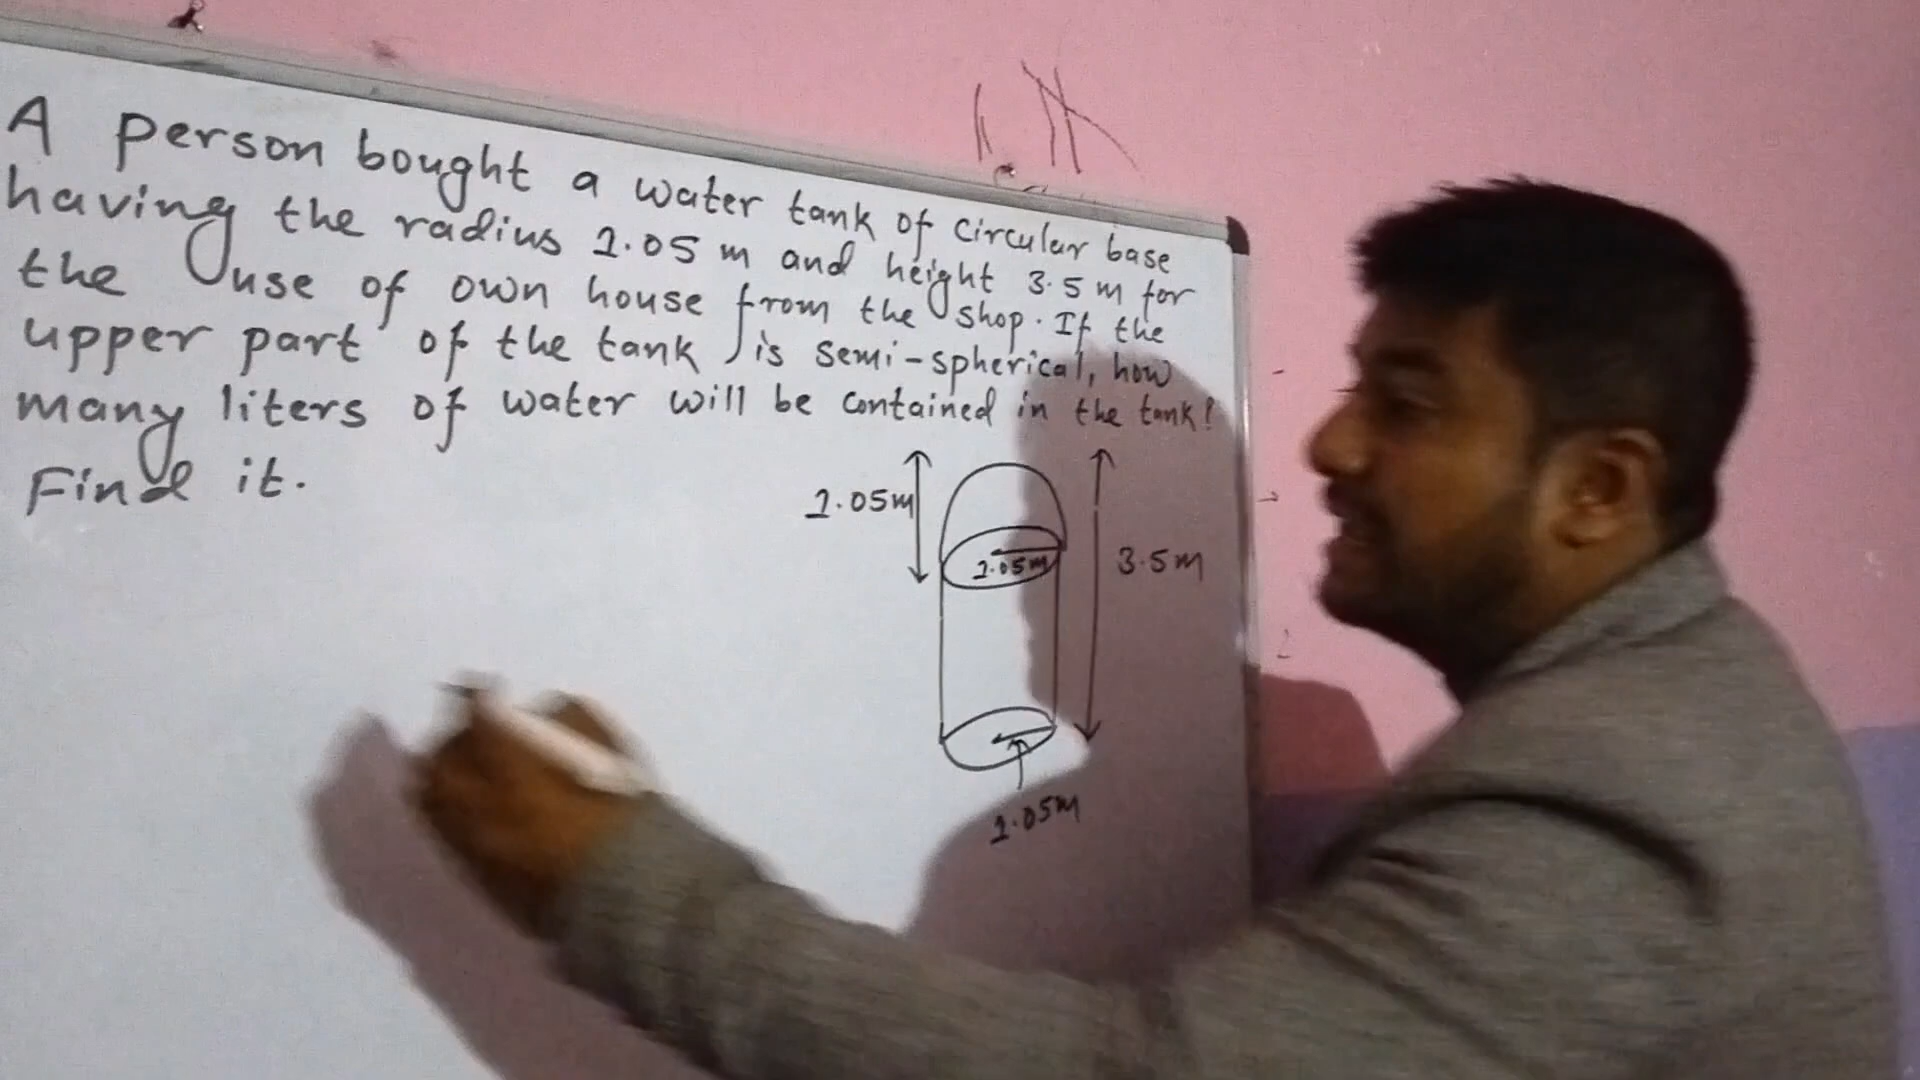 A person bought a water tank of circular base
having the radius 1.05 m and height 3.5 m for
the use of own house from the shop. If the
upper part of the tank is semi-spherical, how
many liters of water will be contained in the tank?
Find it.
1.05m
1.05m
3.5m
1.05m